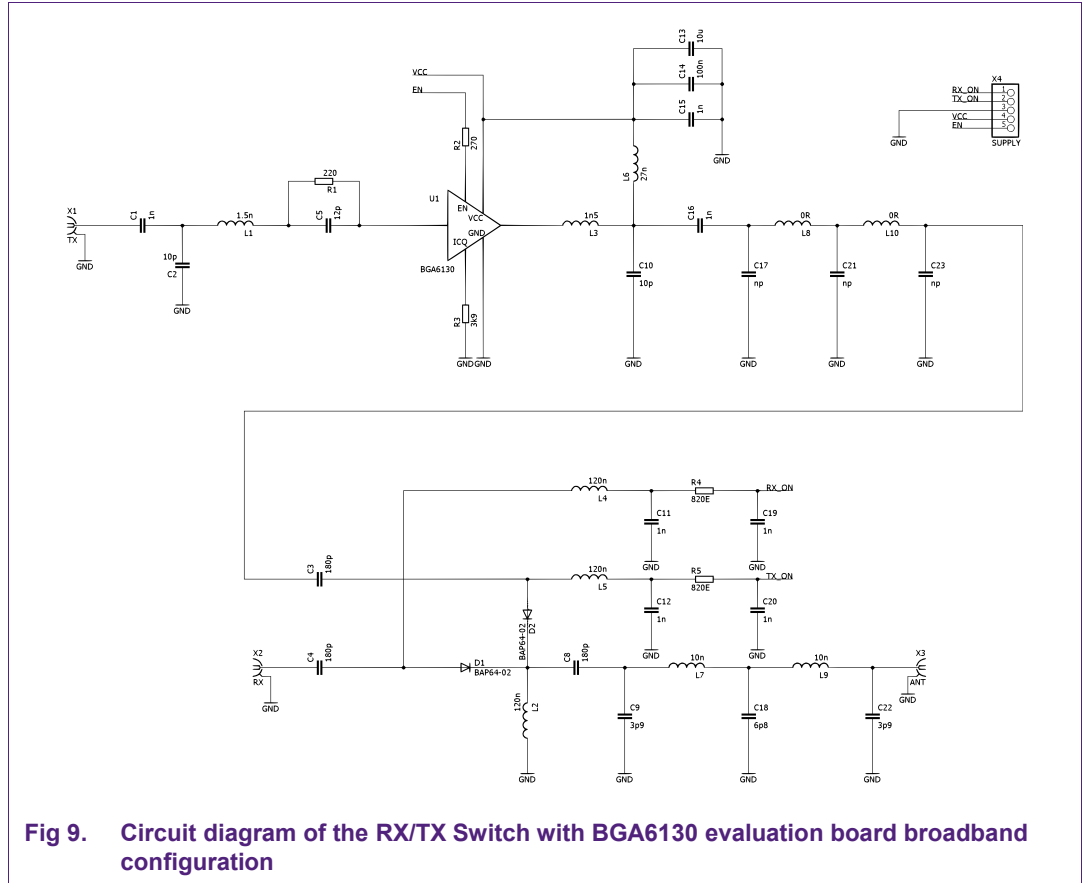 C13
10u
C14
100n
C15
1n
GND
VCC
EN
X4
RX_ON
TX_ON
VCC
EN
1
2
3
4
5
GND
SUPPLY
R2
270
L6
27n
220
R1
C5
12p
X1
TX
GND
C1
1n
10p
C2
GND
1.5n
L1
U1
EN
VCC
GND
ICQ
BGA6130
R3
3k9
GND
GND
1n5
L3
C10
10p
GND
C16
1n
C17
np
GND
0R
L8
C21
np
GND
0R
L10
C23
np
GND
120n
L4
C11
1n
GND
R4
820E
RX_ON
C19
1n
GND
C3
180p
120n
L5
C12
1n
GND
R5
820E
TX_ON
C20
1n
GND
BAP64-02
D2
X2
RX
GND
C4
180p
D1
BAP64-02
C8
180p
120n
L2
GND
C9
3p9
GND
10n
L7
C18
6p8
GND
10n
L9
C22
3p9
GND
X3
ANT
GND
Fig 9. Circuit diagram of the RX/TX Switch with BGA6130 evaluation board broadband
configuration